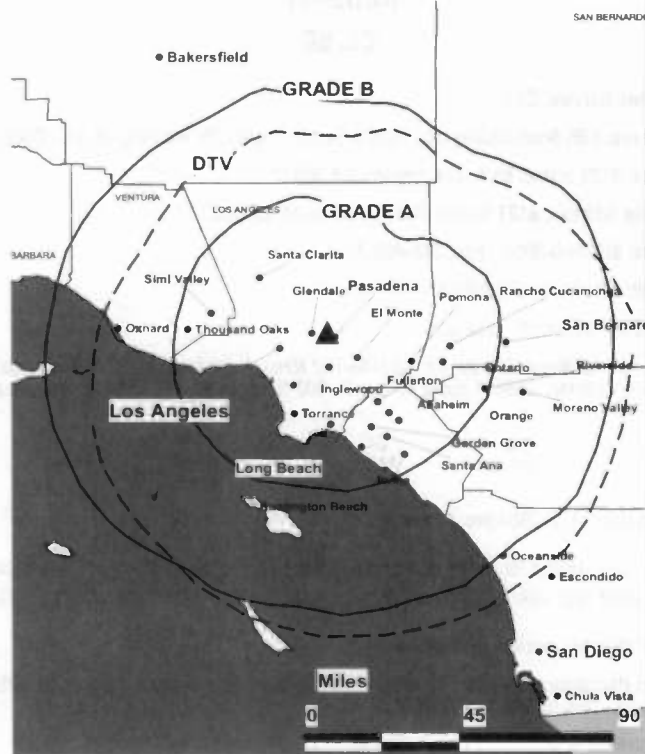 SAN BERNARDI
Bakersfield
GRADE B
DTV
VENTURA
LOS ANGELES
GRADE A
BARBARA
Santa Clarita
Simi Valley
Glendale
Pasadena
Rancho Cucamonga
Pomona
El Monte
Oxnard
Thousand Oaks
San Bernard
Ontario
Riverside
Inglewood
Fullerton
Los Angeles
Torrance
Anaheim
Orange
Moreno Valley
Garden Grove
Long Beach
Santa Ana
Huntington Beach
Oceanside
Escondido
San Diego
Miles
Chula Vista
0
45
90